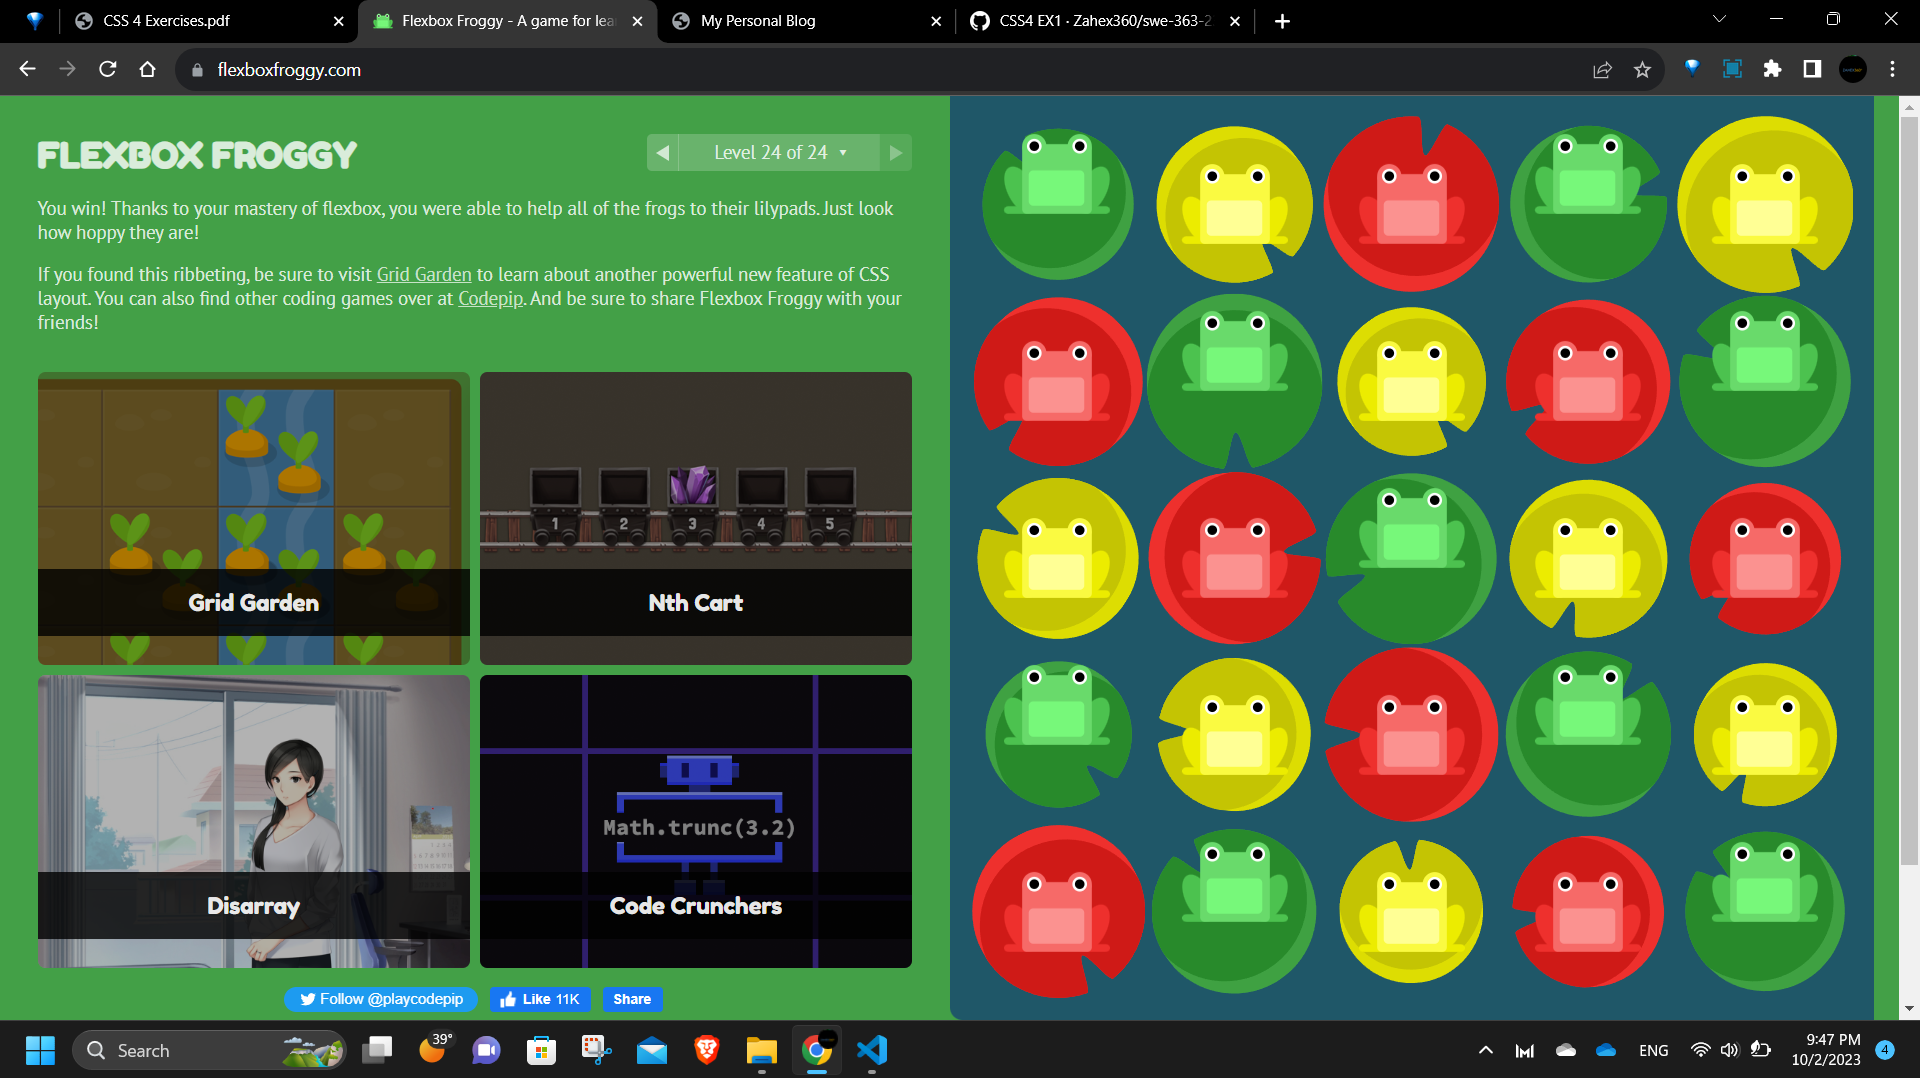 CSS 4 Exercises.pdf
Flexbox Froggy - A game for lea
My Personal Blog
CSS4 EX1 · Zahex360/swe-363-2
flexboxfroggy.com
FLEXBOX FROGGY
Level 24 of 24
You win! Thanks to your mastery of flexbox, you were able to help all of the frogs to their lilypads. Just look
how hoppy they are!
If you found this ribbeting, be sure to visit Grid Garden to learn about another powerful new feature of CSS
layout. You can also find other coding games over at Codepip. And be sure to share Flexbox Froggy with your
friends!
Grid Garden
1 2 3 4 5
Nth Cart
Disarray
Math.trunc(3.2)
Code Crunchers
Follow @playcodepip
Like 11K
Share
Search
39°
ENG
9:47 PM
10/2/2023
4